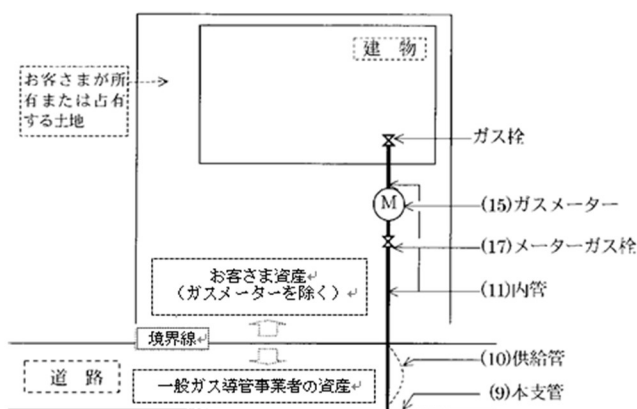 建　物
お客さまが所
有または占有
する土地
ガス栓
M
(15)ガスメーター
(17)メーターガス栓
お客さま資産↵
（ガスメーターを除く）↵
(11)内管
境界線↵
(10)供給管
道　路
一般ガス導管事業者の資産↵
(9)本支管